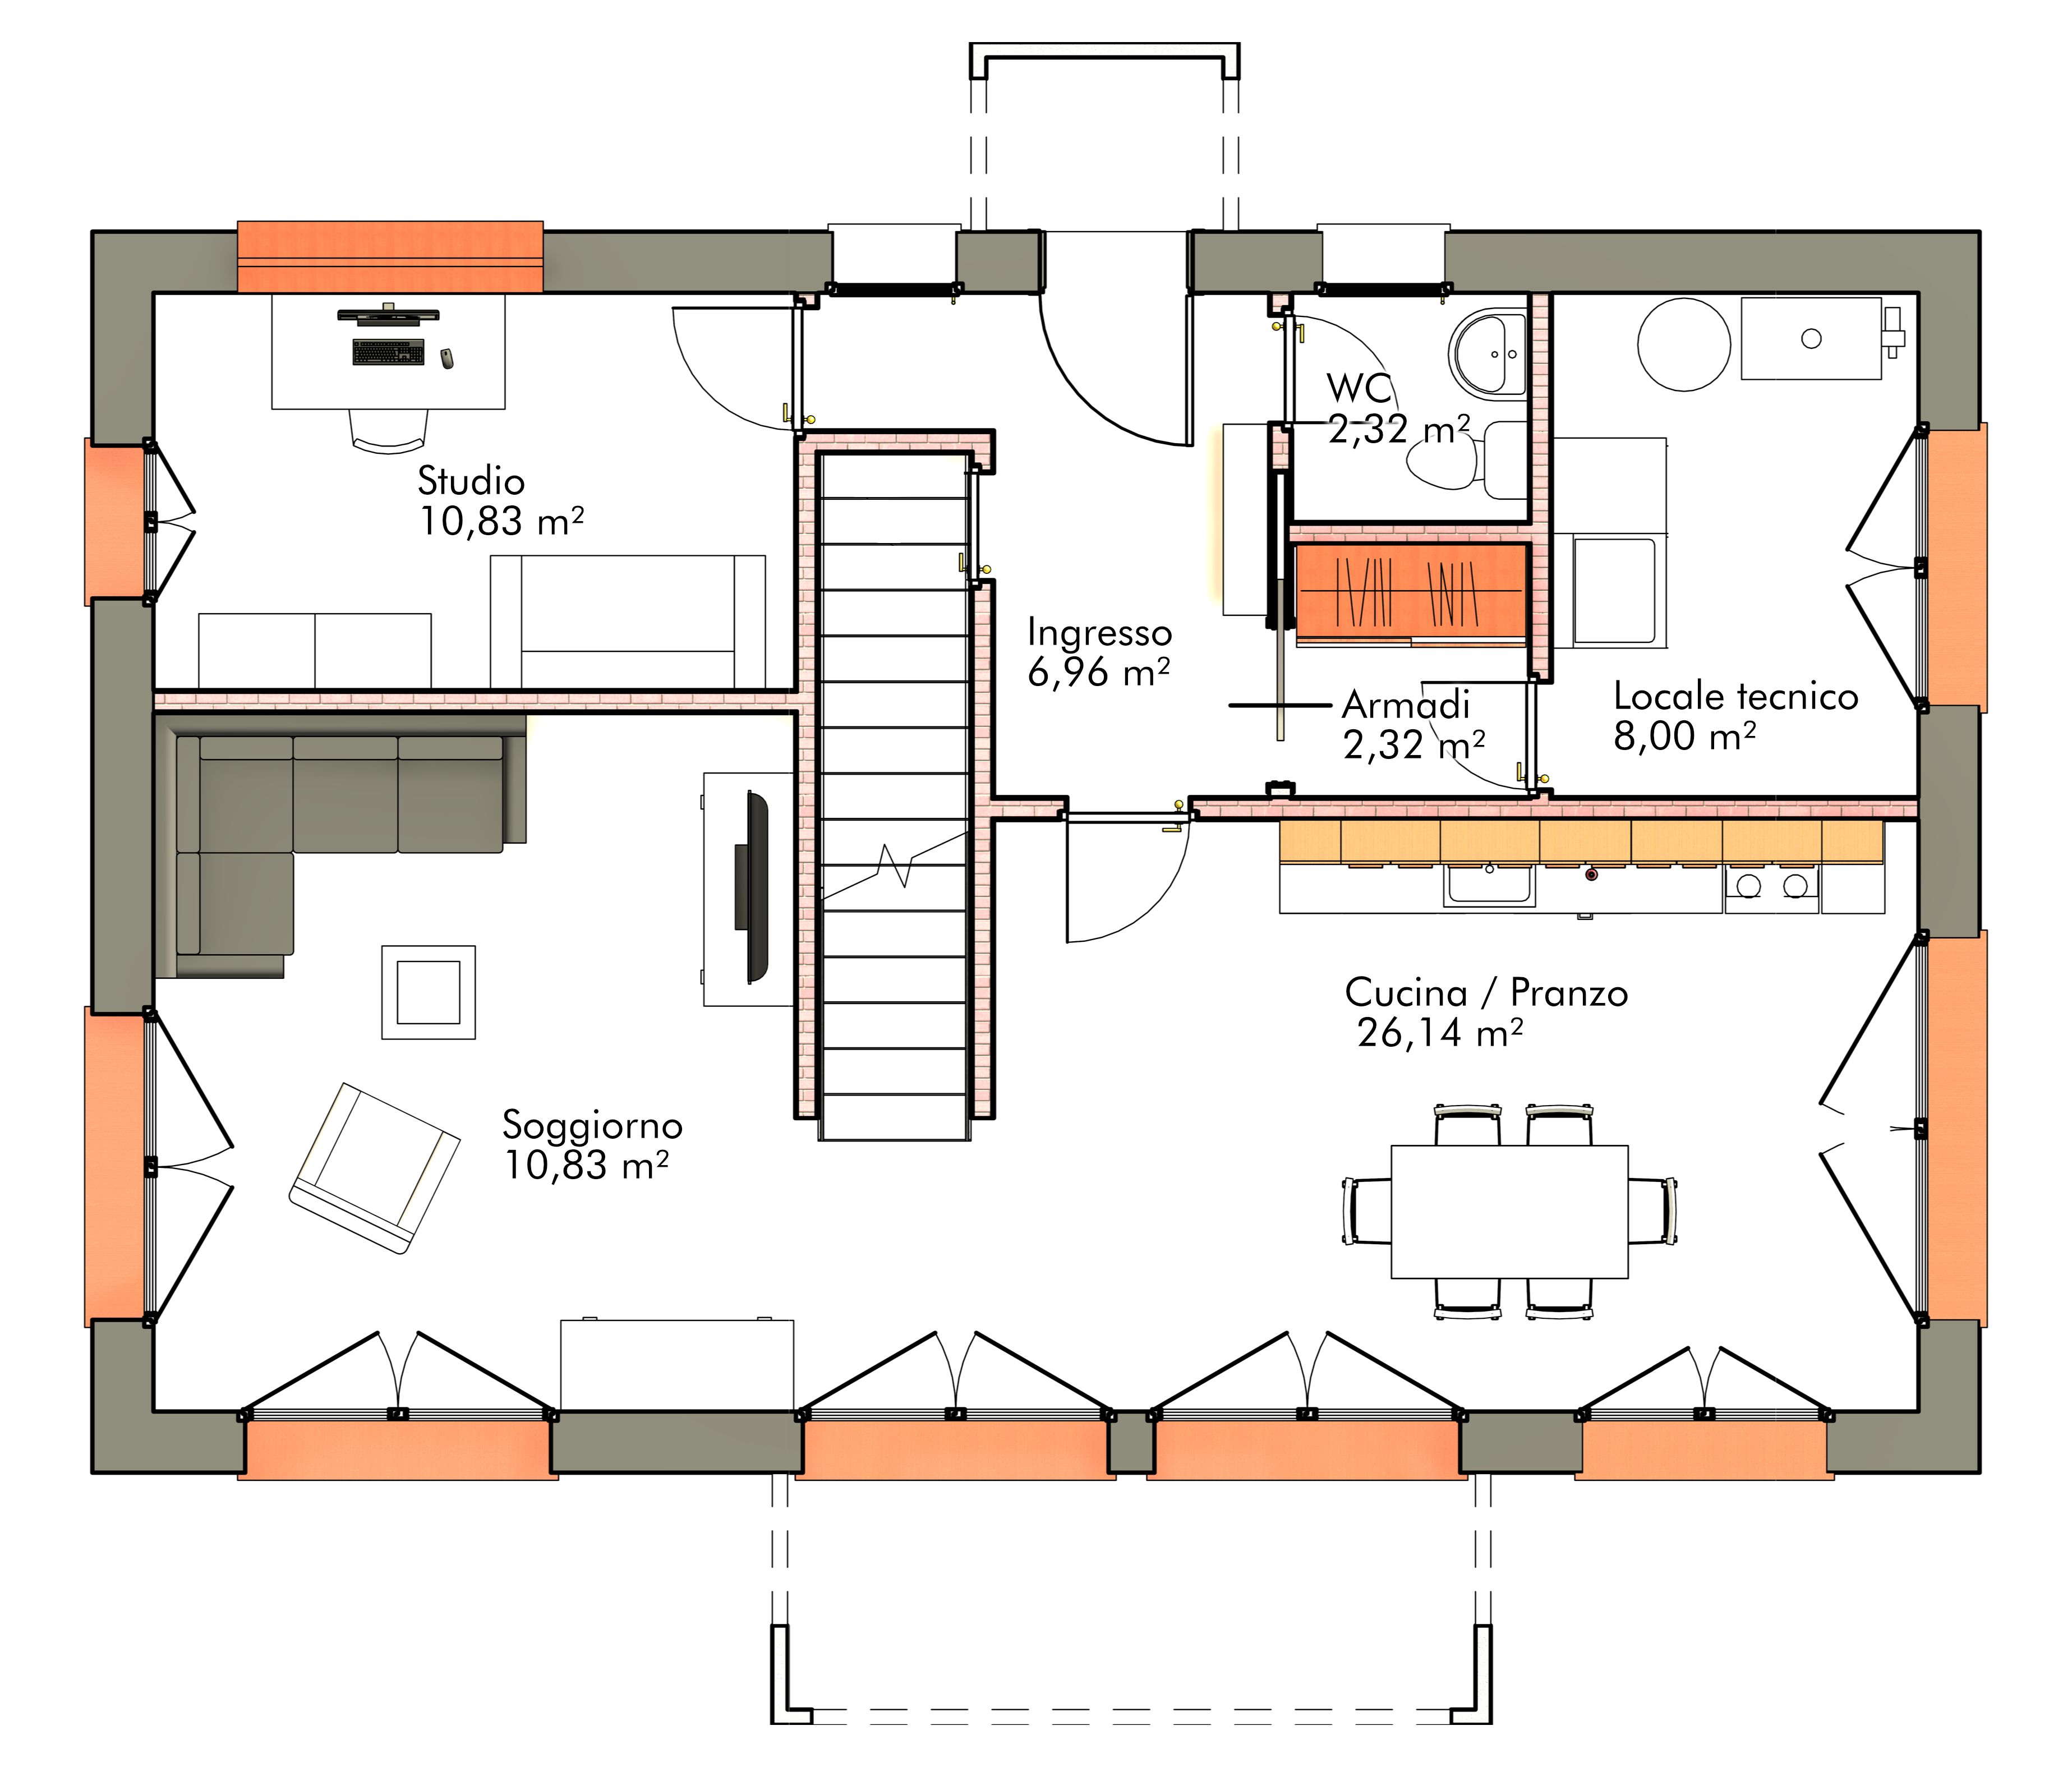 WC
2,32 m²
Studio
10,83 m²
Ingresso
6,96 m²
Armadi
2,32 m²
Locale tecnico
8,00 m²
Cucina / Pranzo
26,14 m²
Soggiorno
10,83 m²